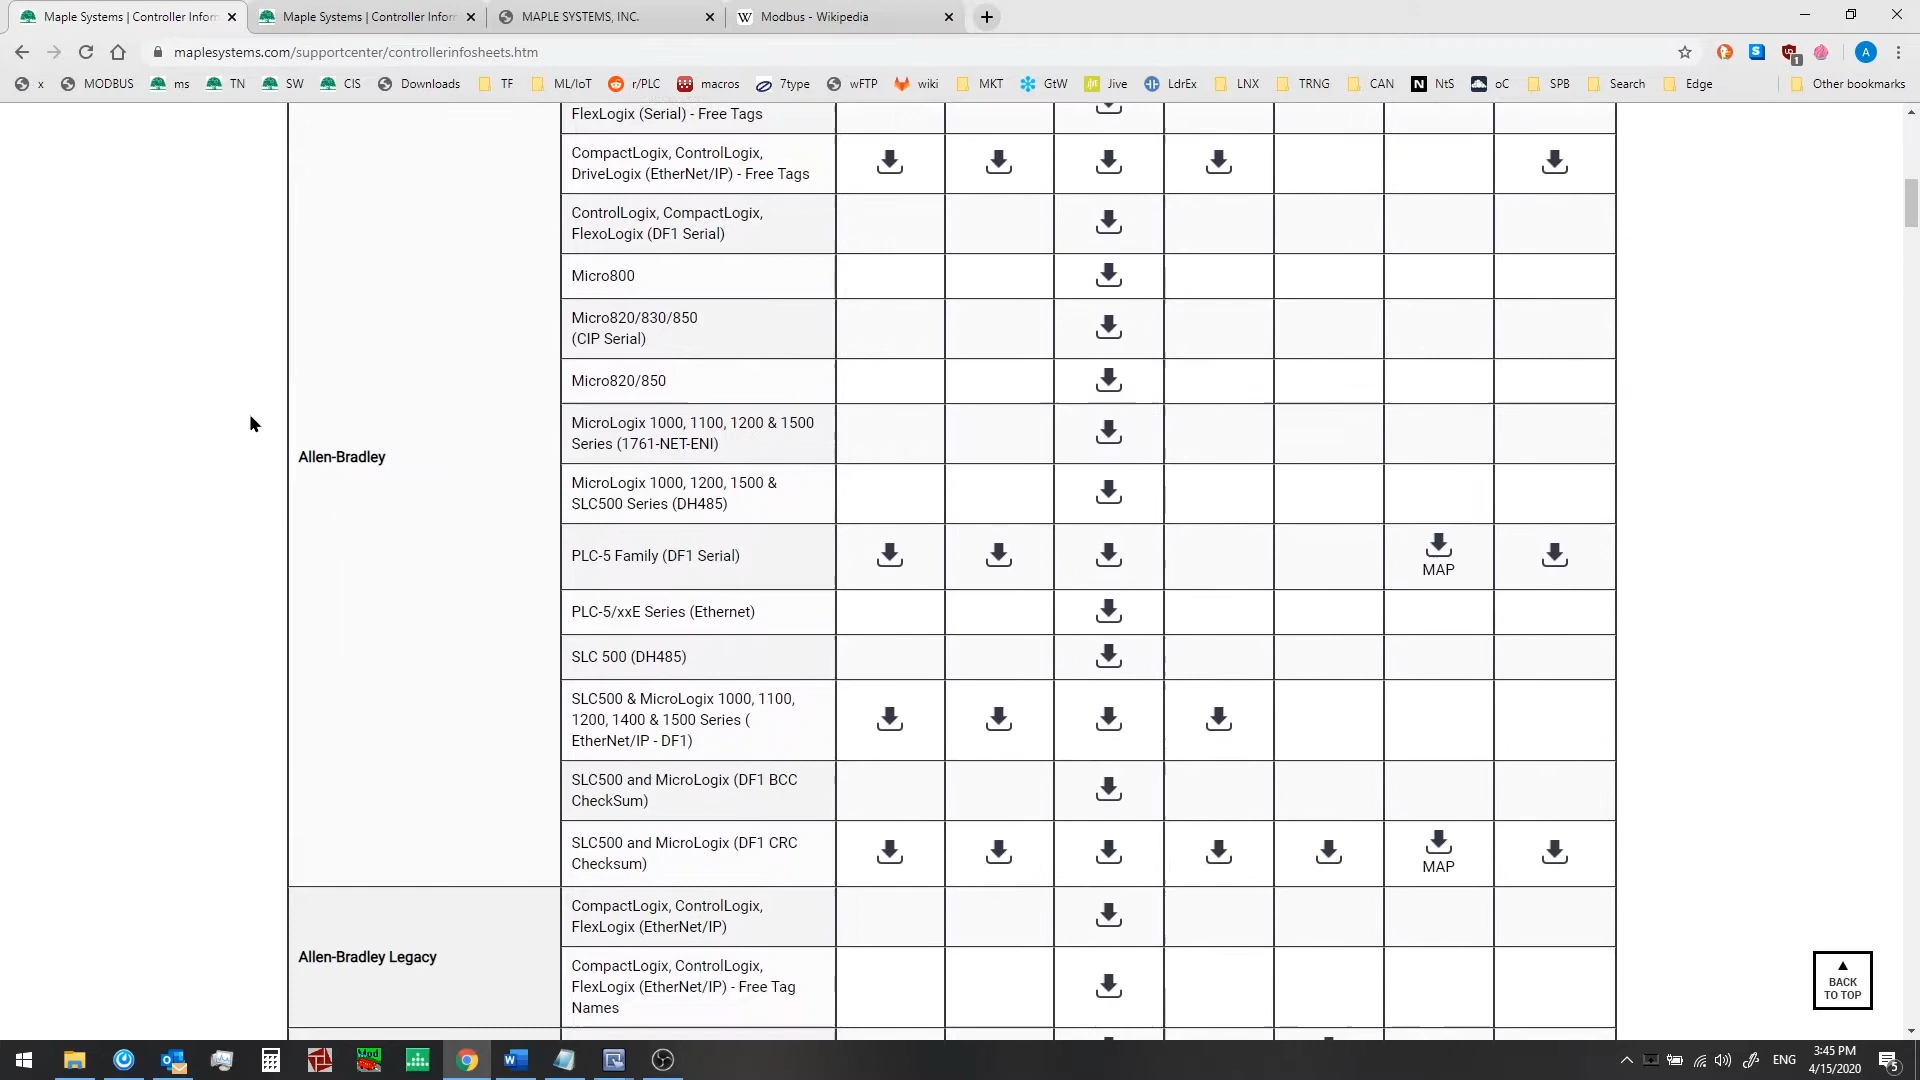 Maple Systems | Controller Inform
Maple Systems | Controller Inform
MAPLE SYSTEMS, INC.
Modbus - Wikipedia
maplesystems.com/supportcenter/controllerinfosheets.htm
x
MODBUS
ms
TN
SW
CIS
Downloads
TF
ML/IoT
r/PLC
macros
7type
wFTP
wiki
MKT
GtW
Jive
LdrEx
LNX
TRNG
CAN
NtS
oC
SPB
Search
Edge
Other bookmarks
FlexLogix (Serial) - Free Tags
CompactLogix, ControlLogix,
DriveLogix (EtherNet/IP) - Free Tags
ControlLogix, CompactLogix,
FlexoLogix (DF1 Serial)
Micro800
Micro820/830/850
(CIP Serial)
Micro820/850
MicroLogix 1000, 1100, 1200 & 1500
Series (1761-NET-ENI)
Allen-Bradley
MicroLogix 1000, 1200, 1500 &
SLC500 Series (DH485)
PLC-5 Family (DF1 Serial)
MAP
PLC-5/xxE Series (Ethernet)
SLC 500 (DH485)
SLC500 & MicroLogix 1000, 1100,
1200, 1400 & 1500 Series (
EtherNet/IP - DF1)
SLC500 and MicroLogix (DF1 BCC
CheckSum)
SLC500 and MicroLogix (DF1 CRC
Checksum)
MAP
Allen-Bradley Legacy
CompactLogix, ControlLogix,
FlexLogix (EtherNet/IP)
CompactLogix, ControlLogix,
FlexLogix (EtherNet/IP) - Free Tag
Names
BACK
TO TOP
ENG
3:45 PM
4/15/2020
5